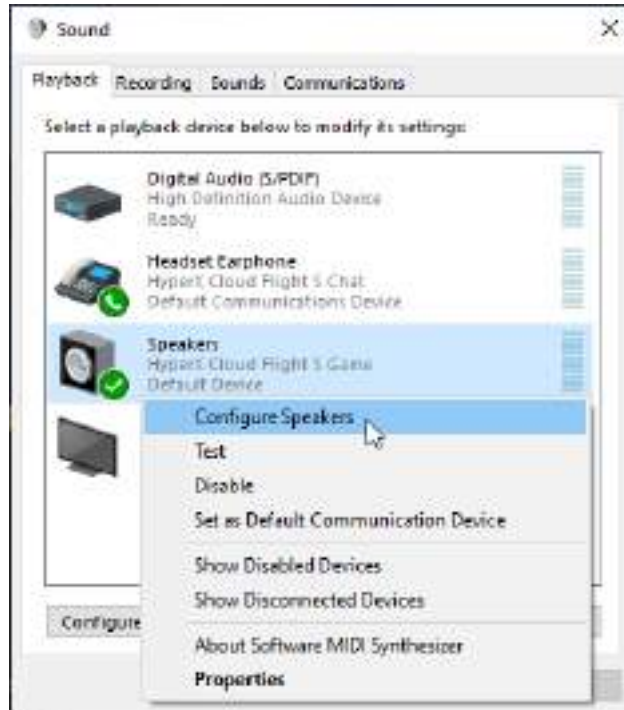 Sound
Playback Recording Sounds Communications
Select a playback device below to modify its settings:
Digital Audio (S/PDIF)
High Definition Audio Device
Ready
Headset Earphone
HyperX Cloud Flight S Chat
Default Communications Device
Speakers
HyperX Cloud Flight S Game
Default Device
Configure Speakers
Test
Disable
Set as Default Communication Device
Show Disabled Devices
Show Disconnected Devices
Configure
About Software MIDI Synthesizer
Properties